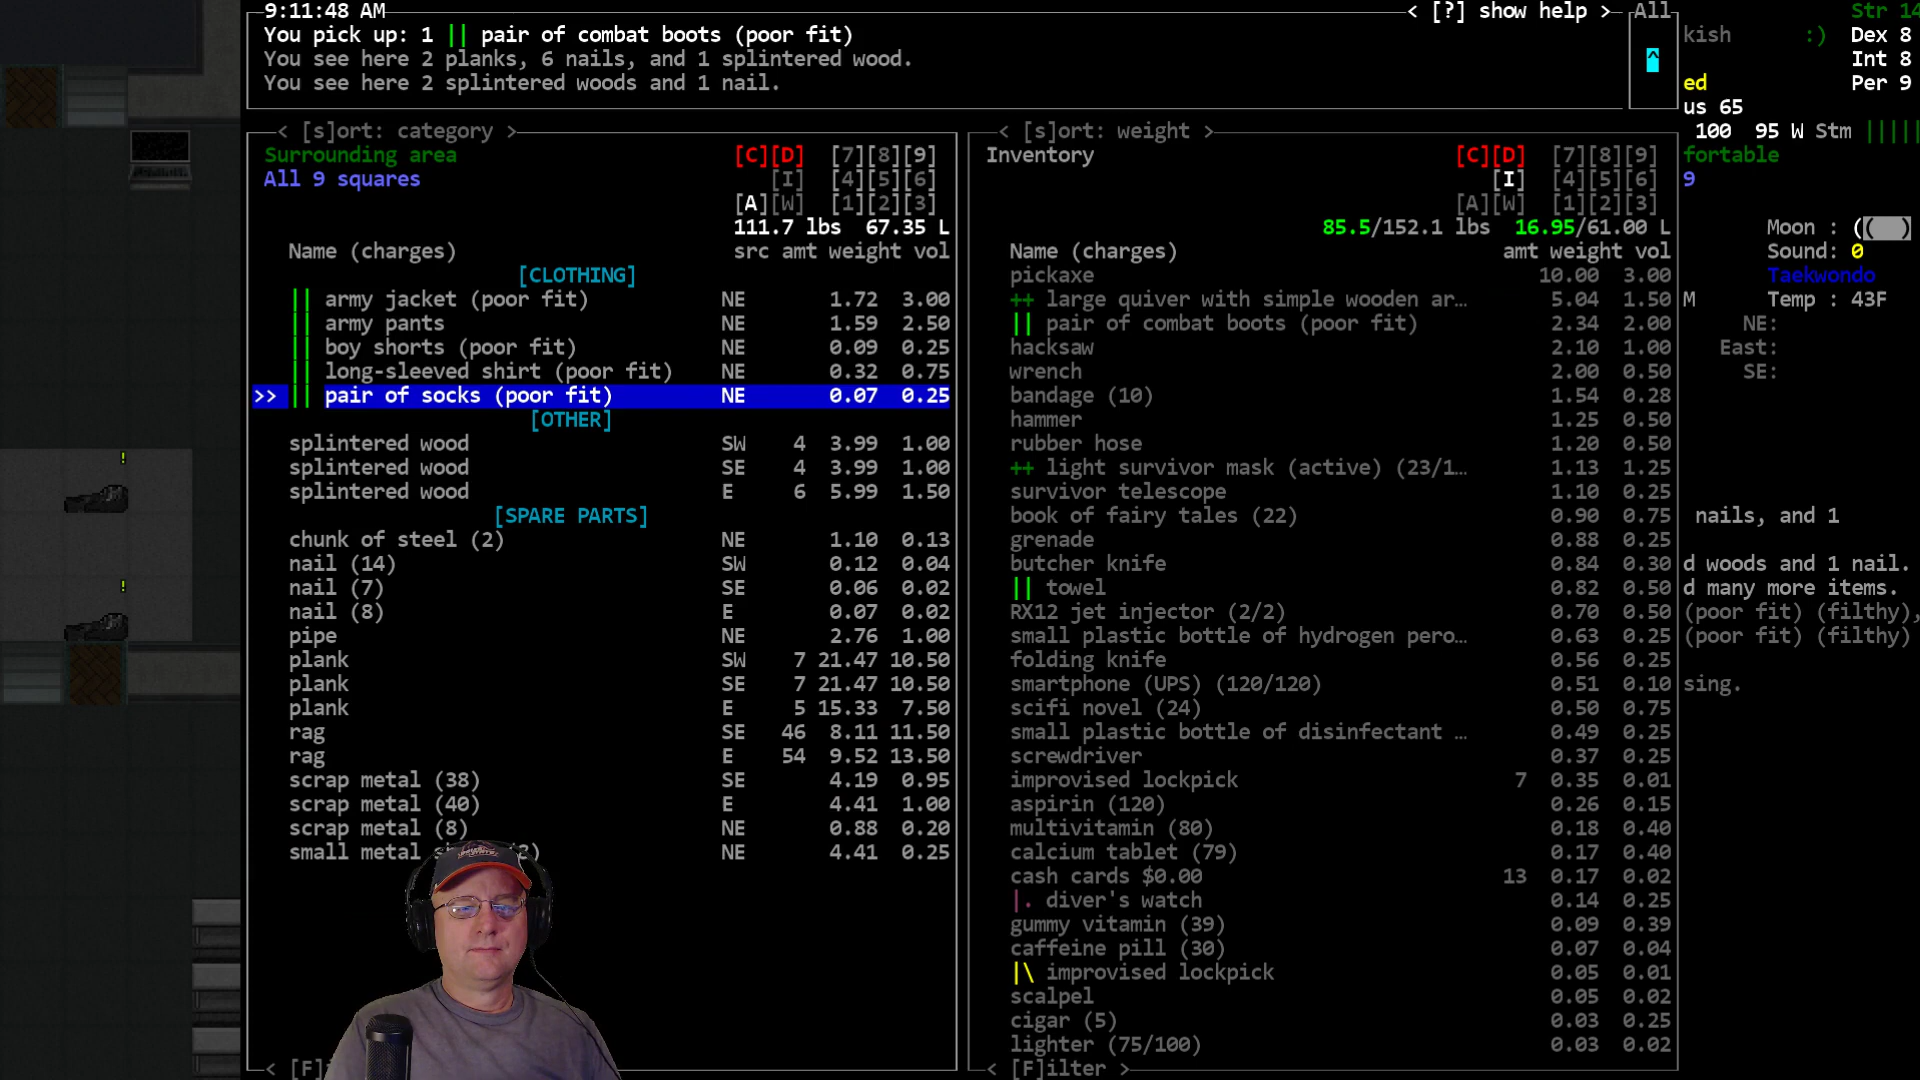 9:11:48 AM
< [?] show help >
All
You pick up: 1 || pair of combat boots (poor fit)
You see here 2 planks, 6 nails, and 1 splintered wood.
You see here 2 splintered woods and 1 nail.
^
Str 14
kish :) Dex 8
Int 8
ed Per 9
us 65
100 95 W Stm |||||
fortable
9
Moon : (( )
Sound: 0
Taekwondo
M Temp : 43F
NE:
East:
SE:
nails, and 1
d woods and 1 nail.
d many more items.
(poor fit) (filthy),
(poor fit) (filthy)
sing.
< [s]ort: category >
Surrounding area [C][D] [7][8][9]
All 9 squares [I] [4][5][6]
[A][W] [1][2][3]
111.7 lbs 67.35 L
Name (charges) src amt weight vol
[CLOTHING]
|| army jacket (poor fit) NE 1.72 3.00
|| army pants NE 1.59 2.50
|| boy shorts (poor fit) NE 0.09 0.25
|| long-sleeved shirt (poor fit) NE 0.32 0.75
>> || pair of socks (poor fit) NE 0.07 0.25
[OTHER]
splintered wood SW 4 3.99 1.00
splintered wood SE 4 3.99 1.00
splintered wood E 6 5.99 1.50
[SPARE PARTS]
chunk of steel (2) NE 1.10 0.13
nail (14) SW 0.12 0.04
nail (7) SE 0.06 0.02
nail (8) E 0.07 0.02
pipe NE 2.76 1.00
plank SW 7 21.47 10.50
plank SE 7 21.47 10.50
plank E 5 15.33 7.50
rag SE 46 8.11 11.50
rag E 54 9.52 13.50
scrap metal (38) SE 4.19 0.95
scrap metal (40) E 4.41 1.00
scrap metal (8) NE 0.88 0.20
small metal NE 4.41 0.25
< [F]
< [s]ort: weight >
Inventory [C][D] [7][8][9]
[I] [4][5][6]
[A][W] [1][2][3]
85.5/152.1 lbs 16.95/61.00 L
Name (charges) amt weight vol
pickaxe 10.00 3.00
++ large quiver with simple wooden ar… 5.04 1.50
|| pair of combat boots (poor fit) 2.34 2.00
hacksaw 2.10 1.00
wrench 2.00 0.50
bandage (10) 1.54 0.28
hammer 1.25 0.50
rubber hose 1.20 0.50
++ light survivor mask (active) (23/1… 1.13 1.25
survivor telescope 1.10 0.25
book of fairy tales (22) 0.90 0.75
grenade 0.88 0.25
butcher knife 0.84 0.30
|| towel 0.82 0.50
RX12 jet injector (2/2) 0.70 0.50
small plastic bottle of hydrogen pero… 0.63 0.25
folding knife 0.56 0.25
smartphone (UPS) (120/120) 0.51 0.10
scifi novel (24) 0.50 0.75
small plastic bottle of disinfectant … 0.49 0.25
screwdriver 0.37 0.25
improvised lockpick 7 0.35 0.01
aspirin (120) 0.26 0.15
multivitamin (80) 0.18 0.40
calcium tablet (79) 0.17 0.40
cash cards $0.00 13 0.17 0.02
|. diver's watch 0.14 0.25
gummy vitamin (39) 0.09 0.39
caffeine pill (30) 0.07 0.04
|\ improvised lockpick 0.05 0.01
scalpel 0.05 0.02
cigar (5) 0.03 0.25
lighter (75/100) 0.03 0.02
< [F]ilter >
!
!